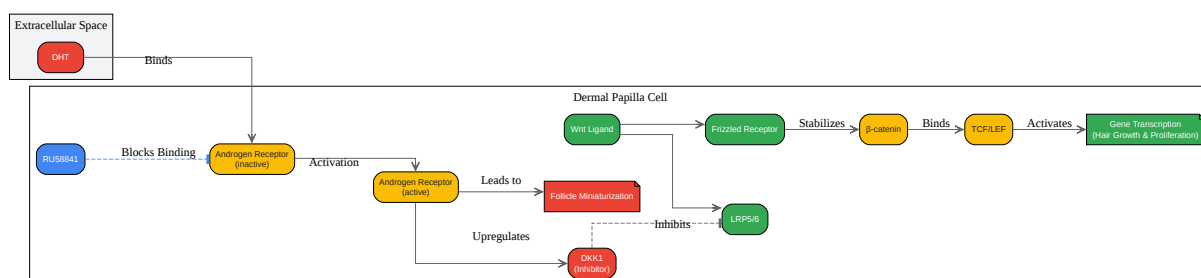 Extracellular Space
DHT
Binds
Dermal Papilla Cell
Wnt Ligand
Frizzled Receptor
Stabilizes
β-catenin
Binds
TCF/LEF
Activates
Gene Transcription
(Hair Growth & Proliferation)
RU58841
Blocks Binding
Androgen Receptor
(inactive)
Activation
Androgen Receptor
(active)
Leads to
Follicle Miniaturization
LRP5/6
Inhibits
Upregulates
DKK1
(Inhibitor)